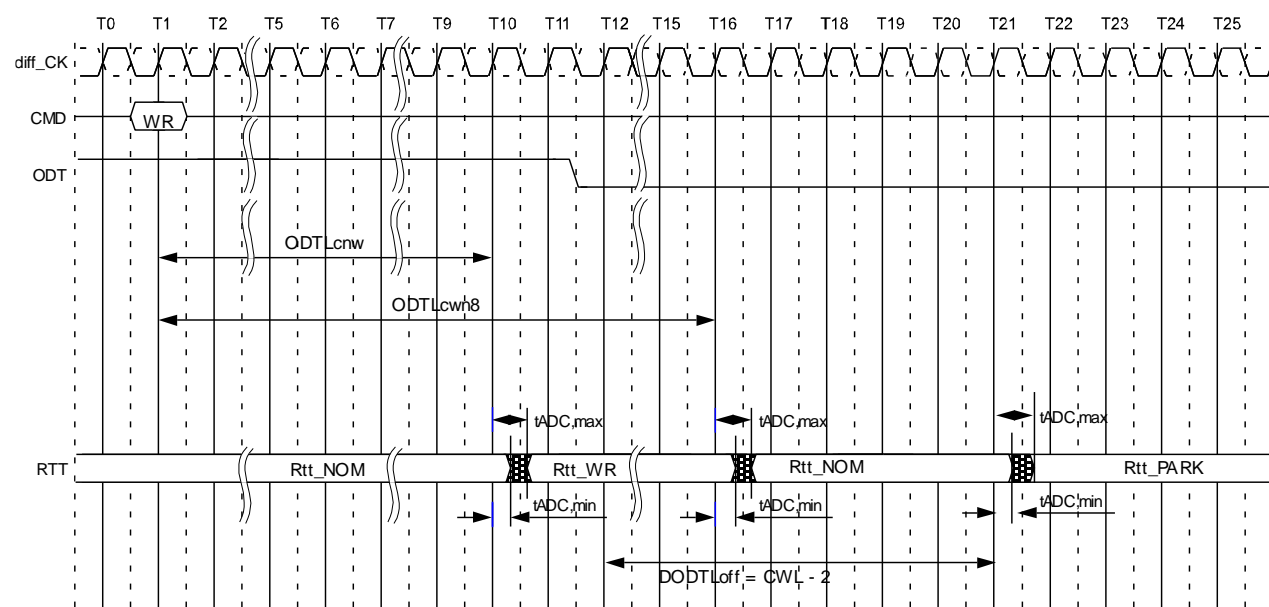 T0 T1 T2 T5 T6 T7 T9 T10 T11 T12 T15 T16 T17 T18 T19 T20 T21 T22 T23 T24 T25
diff_CK
CMD WR
ODT
ODTLcnw
ODTLcwn8
tADC,max tADC,max tADC,max
RTT Rtt_NOM Rtt_WR Rtt_NOM Rtt_PARK
tADC,min tADC,min tADC,min
DODTLoff = CWL - 2